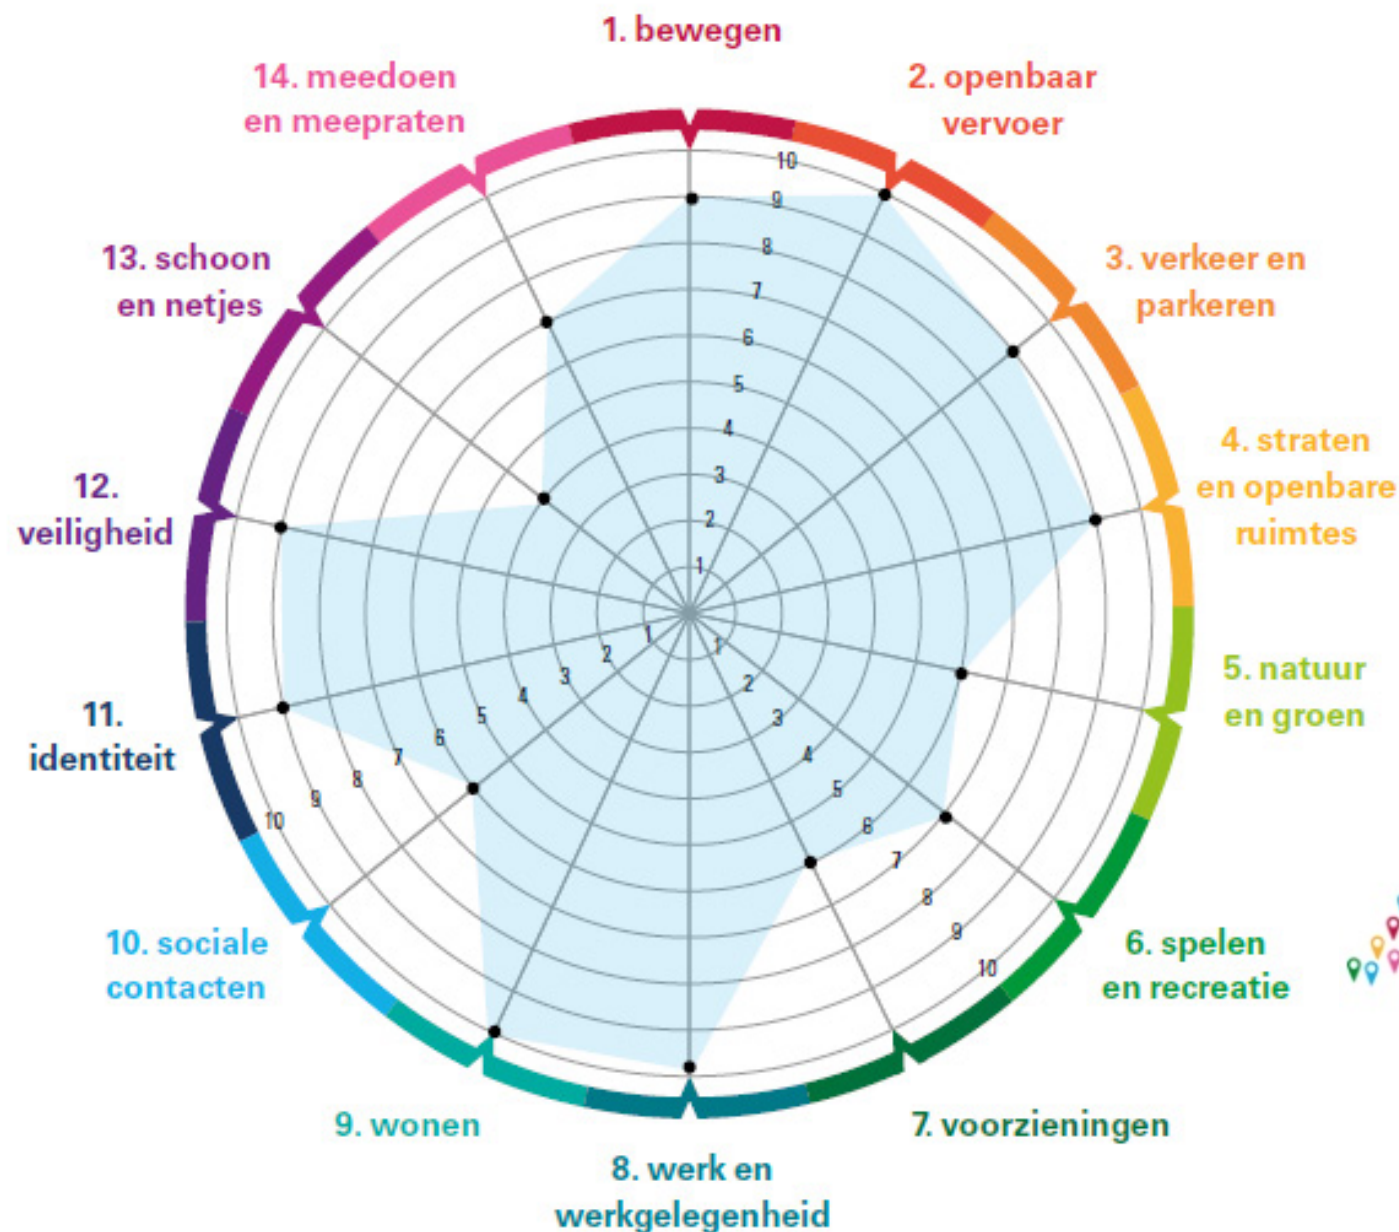 1. bewegen
2. openbaar
vervoer
3. verkeer en
parkeren
4. straten
en openbare
ruimtes
5. natuur
en groen
6. spelen
en recreatie
7. voorzieningen
8. werk en
werkgelegenheid
9. wonen
10. sociale
contacten
11.
identiteit
12.
veiligheid
13. schoon
en netjes
14. meedoen
en meepraten
10
9
8
7
6
5
4
3
2
1
1
2
3
4
5
6
7
8
9
10
1
2
3
4
5
6
7
8
9
10